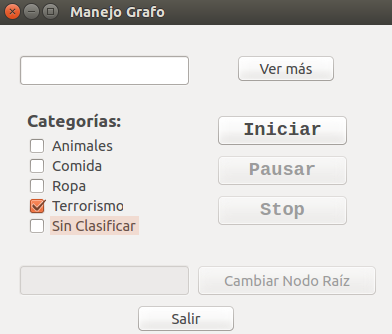 Manejo Grafo
Ver más
Categorías:
Animales
Comida
Ropa
Terrorismo
Sin Clasificar
Iniciar
Pausar
Stop
Cambiar Nodo Raíz
Salir